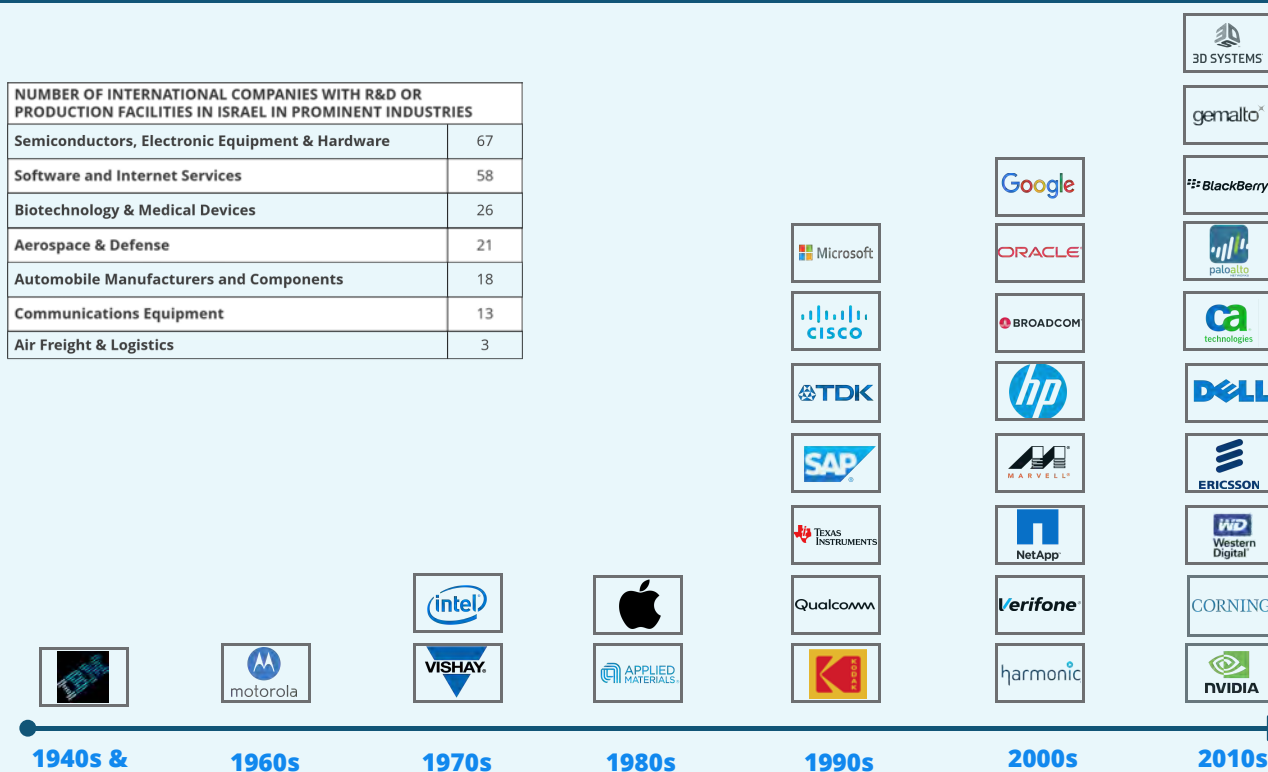 NUMBER OF INTERNATIONAL COMPANIES WITH R&D OR
PRODUCTION FACILITIES IN ISRAEL IN PROMINENT INDUSTRIES
Semiconductors, Electronic Equipment & Hardware 67
Software and Internet Services 58
Biotechnology & Medical Devices 26
Aerospace & Defense 21
Automobile Manufacturers and Components 18
Communications Equipment 13
Air Freight & Logistics 3
IBM
motorola
intel
VISHAY
APPLIED
MATERIALS
Microsoft
CISCO
TDK
SAP
TEXAS
INSTRUMENTS
Qualcomm
KODAK
Google
ORACLE
BROADCOM
hp
MARVELL
NetApp
Verifone
harmonic
3D SYSTEMS
gemalto
BlackBerry
paloalto
ca
technologies
DELL
ERICSSON
WD
Western
Digital
CORNING
NVIDIA
1940s &
1960s
1970s
1980s
1990s
2000s
2010s